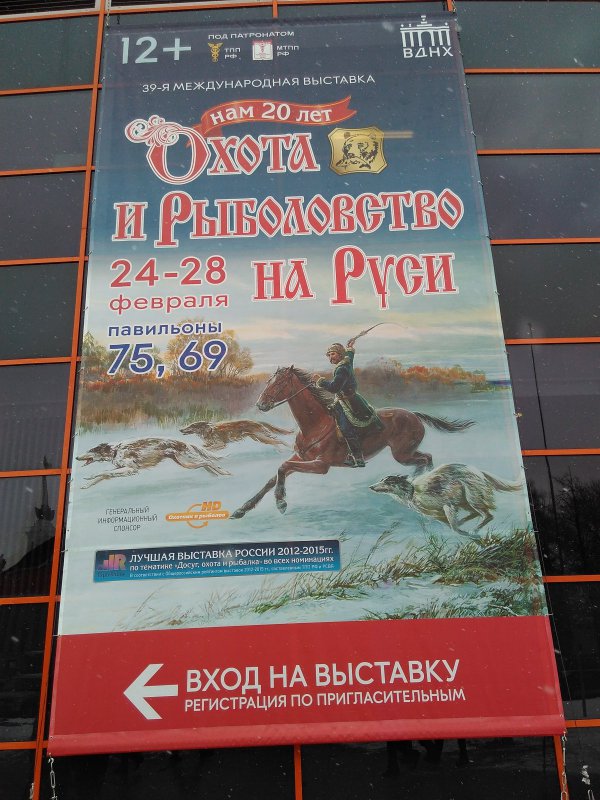 12+
ПОД ПАТРОНАТОМ
ТПП РФ
МТПП РФ
ВДНХ
39-Я МЕЖДУНАРОДНАЯ ВЫСТАВКА
НАМ 20 ЛЕТ
ОХОТА
И РЫБОЛОВСТВО
НА РУСИ
24-28
февраля
павильоны
75, 69
ГЕНЕРАЛЬНЫЙ
ИНФОРМАЦИОННЫЙ
СПОНСОР
HD
Охотник и рыболов
ЛУЧШАЯ ВЫСТАВКА РОССИИ 2012-2015гг.
по тематике «Досуг, охота и рыбалка» во всех номинациях
ВХОД НА ВЫСТАВКУ
РЕГИСТРАЦИЯ ПО ПРИГЛАСИТЕЛЬНЫМ